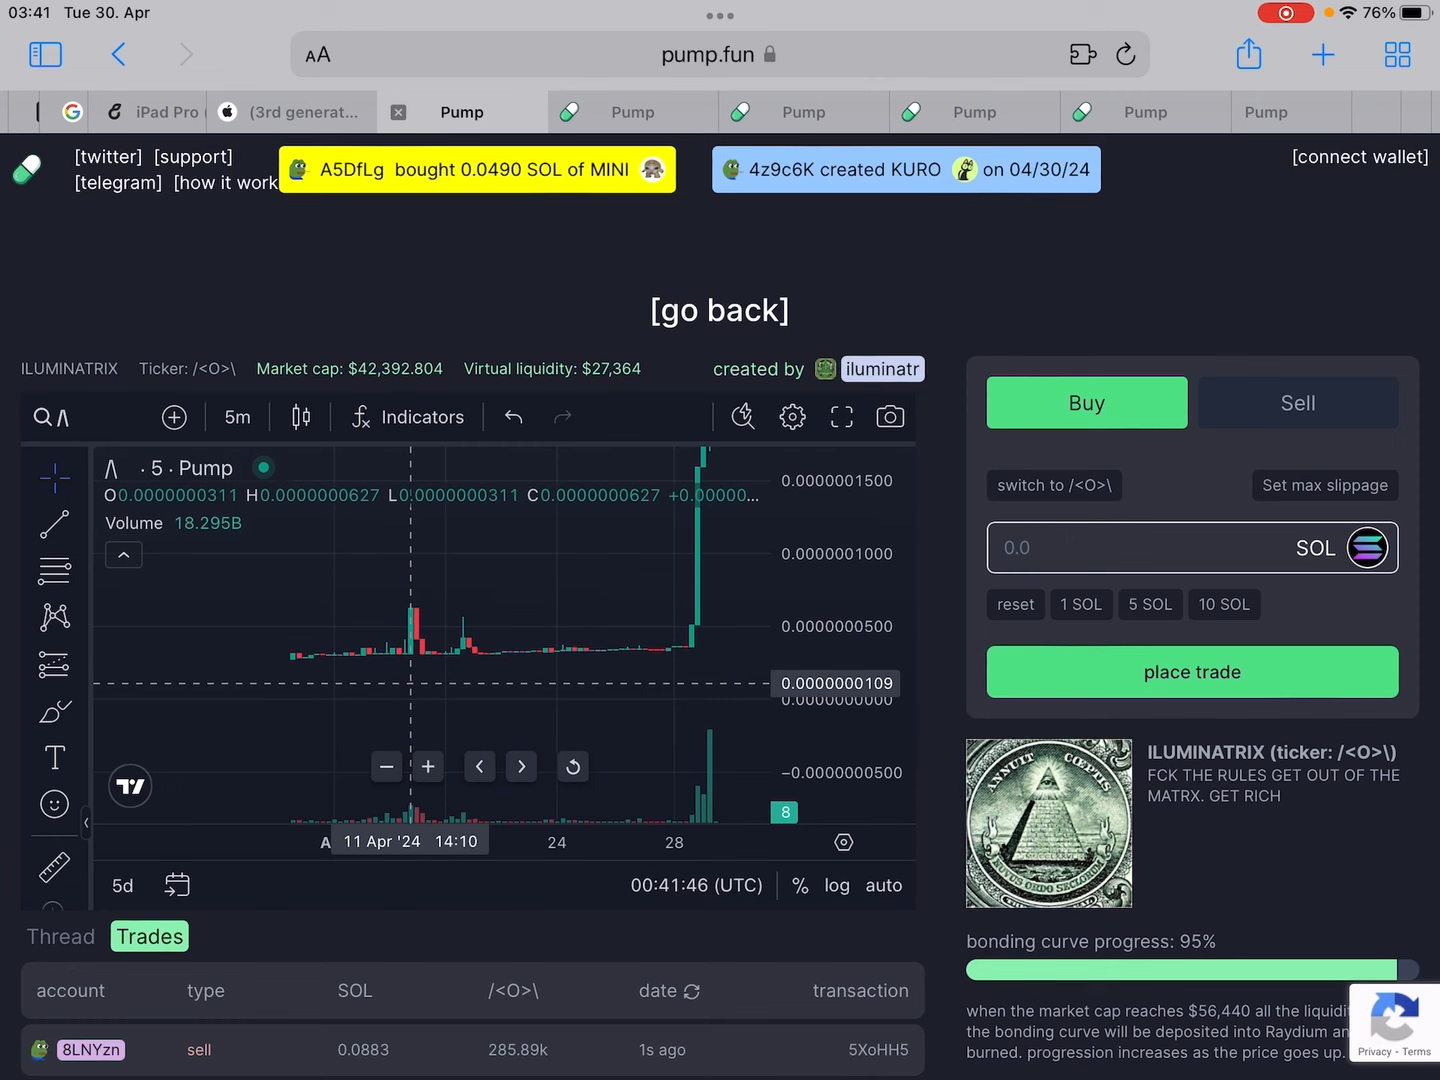 03:41 Tue 30. Apr
76%
AA
pump.fun
iPad Pro
(3rd generat...
Pump
Pump
Pump
Pump
Pump
Pump
[twitter] [support]
[telegram] [how it work
A5DfLg bought 0.0490 SOL of MINI
4z9c6K created KURO on 04/30/24
[connect wallet]
[go back]
ILUMINATRIX Ticker: /<O>\ Market cap: $42,392.804 Virtual liquidity: $27,364 created by iluminatr
5m
Indicators
/\ · 5 · Pump
O0.0000000311 H0.0000000627 L0.0000000311 C0.0000000627 +0.00000...
Volume 18.295B
0.0000001500
0.0000001000
0.0000000500
0.0000000109
0.0000000000
−0.0000000500
8
A
11 Apr '24 14:10
24
28
5d
00:41:46 (UTC)
% log auto
Buy
Sell
switch to /<O>\
Set max slippage
0.0
SOL
reset
1 SOL
5 SOL
10 SOL
place trade
ANNUIT COEPTIS
NOVUS ORDO SECLORUM
ILUMINATRIX (ticker: /<O>\)
FCK THE RULES GET OUT OF THE
MATRX. GET RICH
bonding curve progress: 95%
when the market cap reaches $56,440 all the liquidi
the bonding curve will be deposited into Raydium an
burned. progression increases as the price goes up.
Privacy - Terms
Thread Trades
account type SOL /<O>\ date transaction
8LNYzn sell 0.0883 285.89k 1s ago 5XoHH5